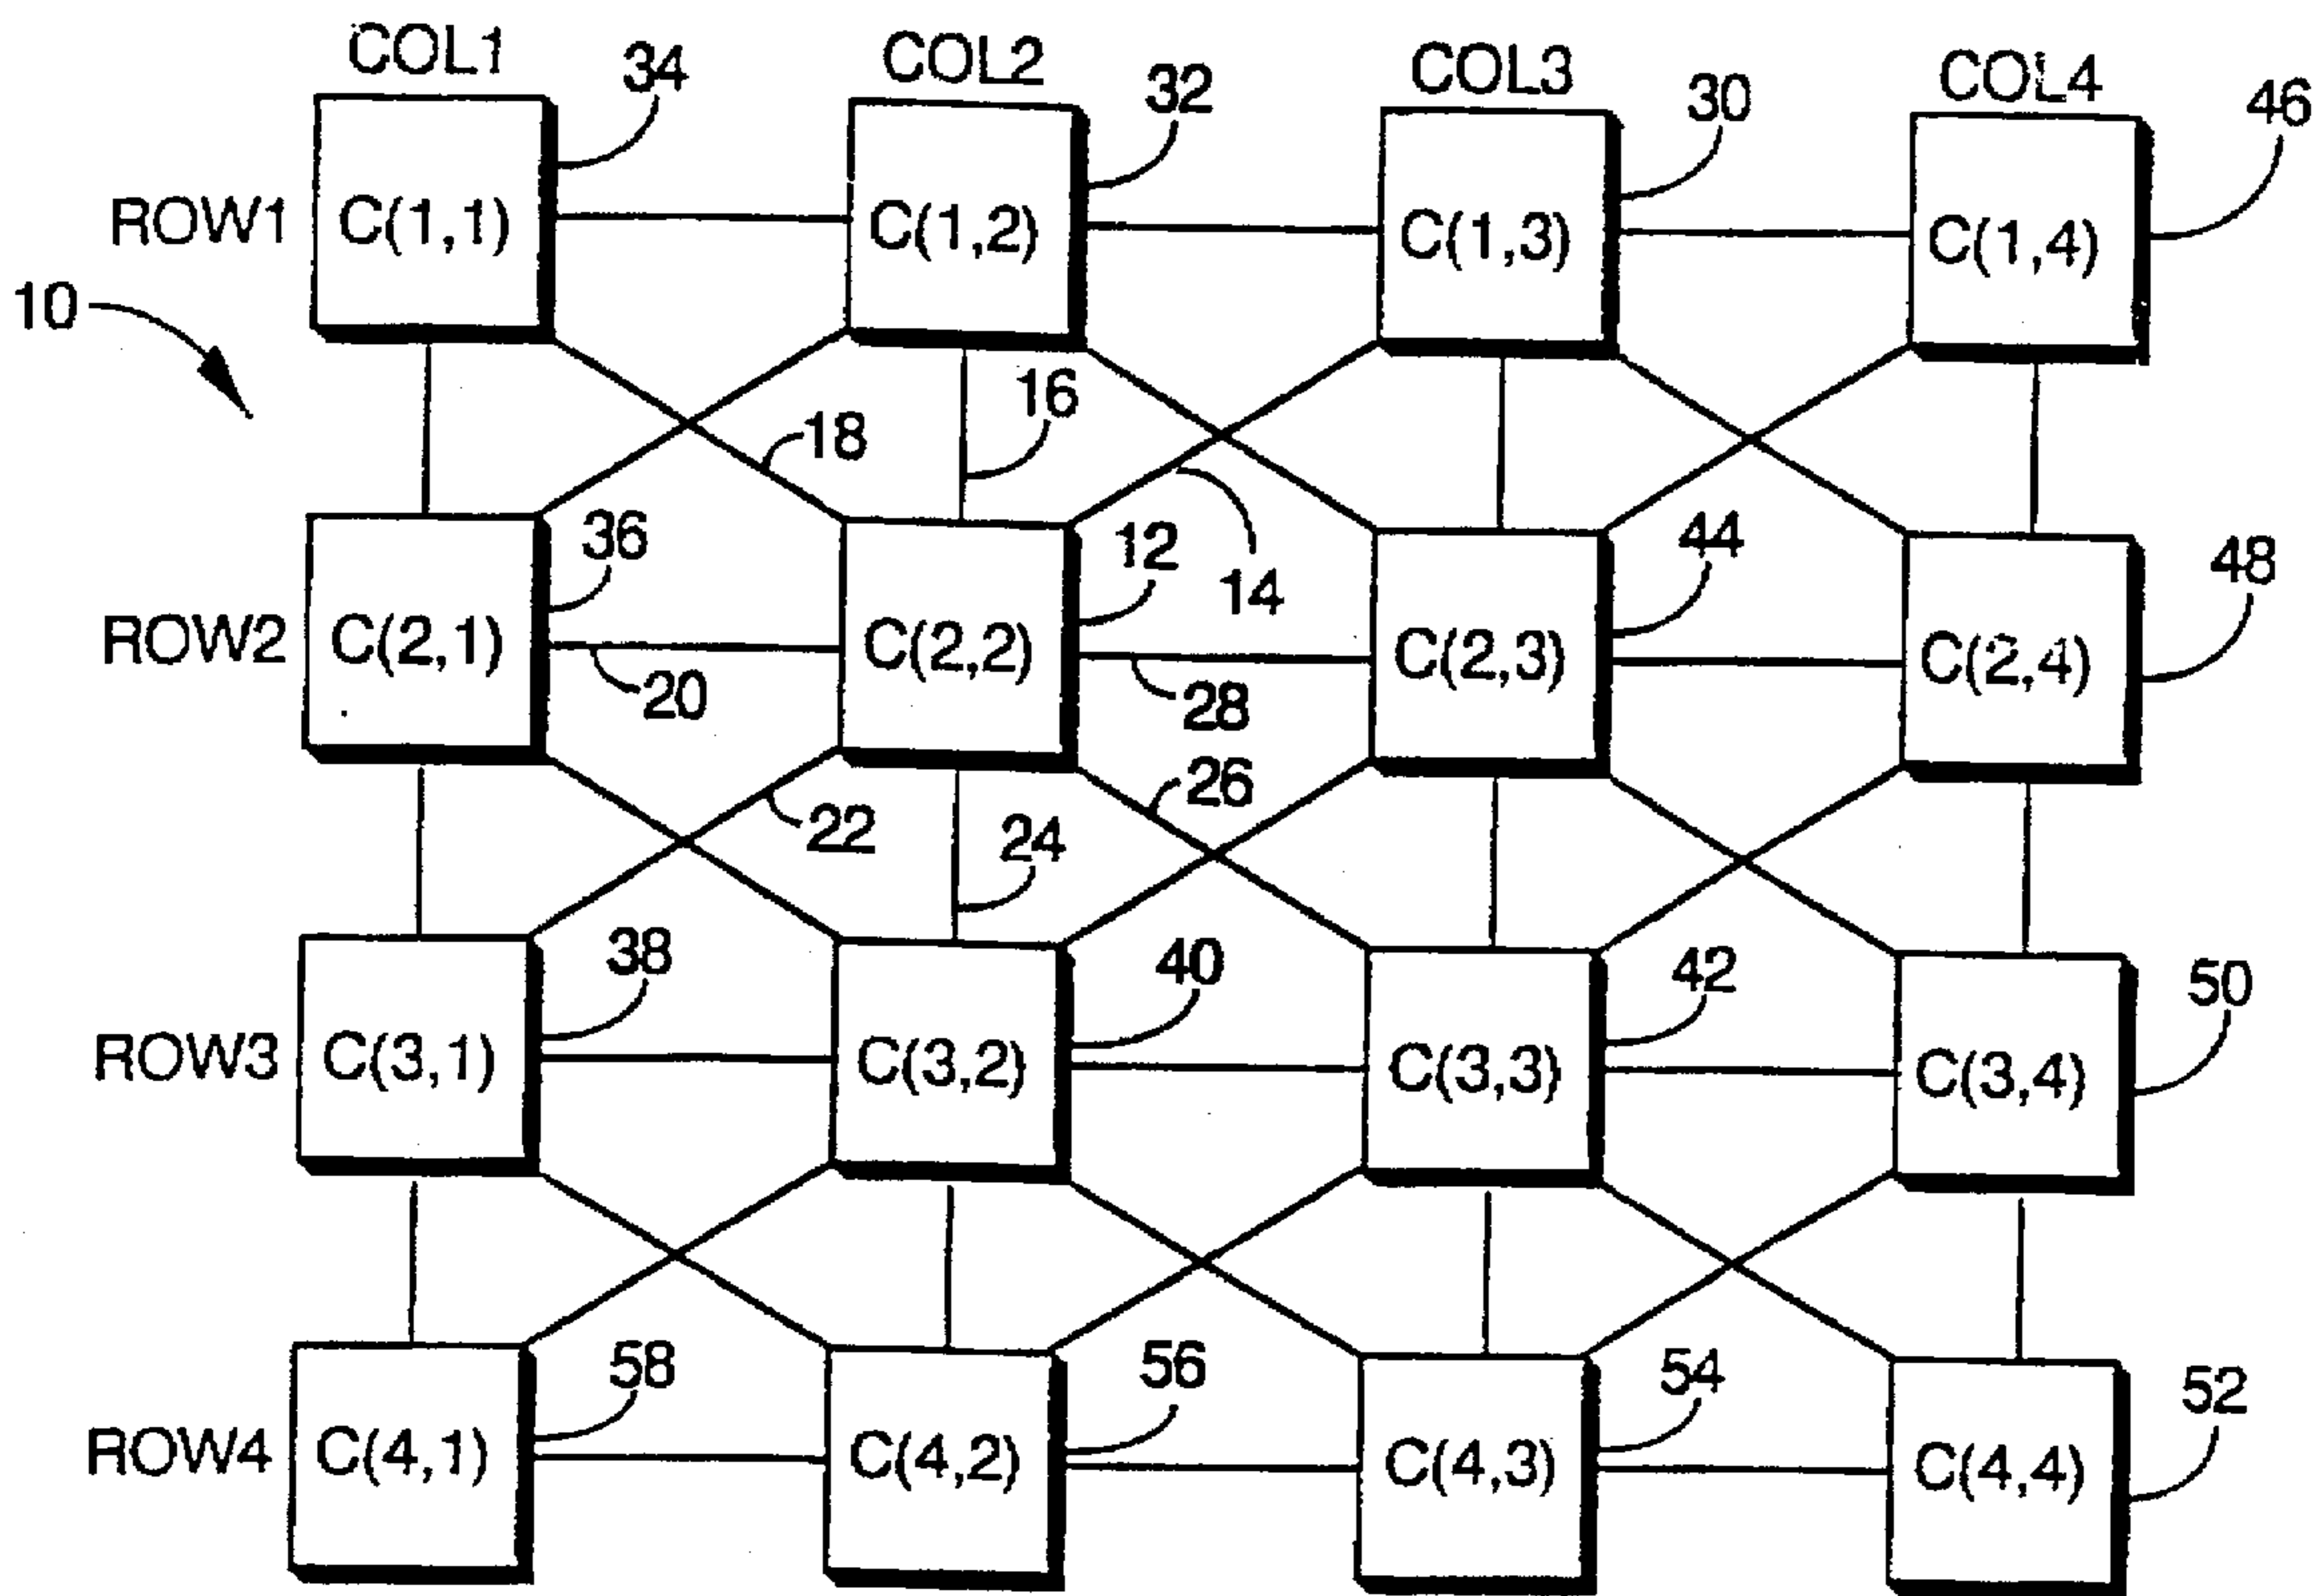 COL1 34 COL2 32 COL3 30 COL4 46
ROW1 C(1,1) C(1,2) C(1,3) C(1,4)
10
16
18
14
36 12 44 48
ROW2 C(2,1) C(2,2) C(2,3) C(2,4)
20 28
26
22 24
38 40 42 50
ROW3 C(3,1) C(3,2) C(3,3) C(3,4)
58 56 54 52
ROW4 C(4,1) C(4,2) C(4,3) C(4,4)